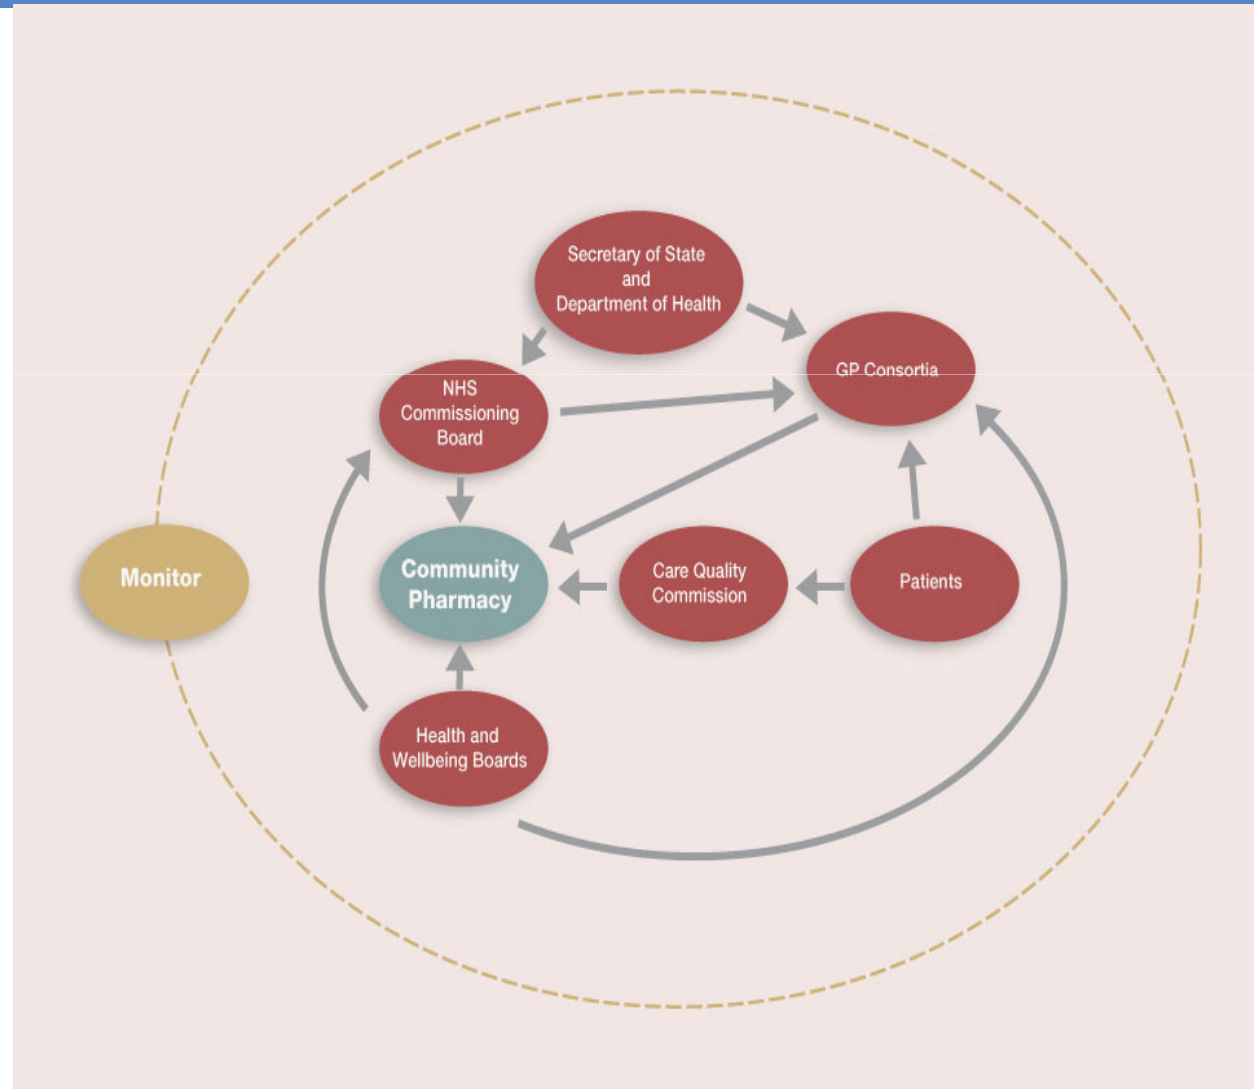 Secretary of State
and
Department of Health
GP Consortia
NHS
Commissioning
Board
Monitor
Community
Pharmacy
Care Quality
Commission
Patients
Health and
Wellbeing Boards